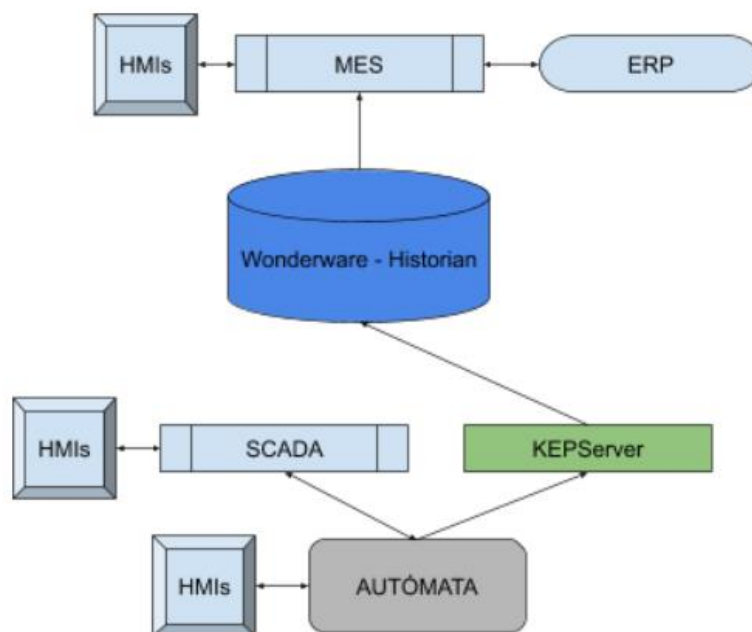 HMIs
MES
ERP
Wonderware - Historian
HMIs
SCADA
KEPServer
HMIs
AUTÓMATA